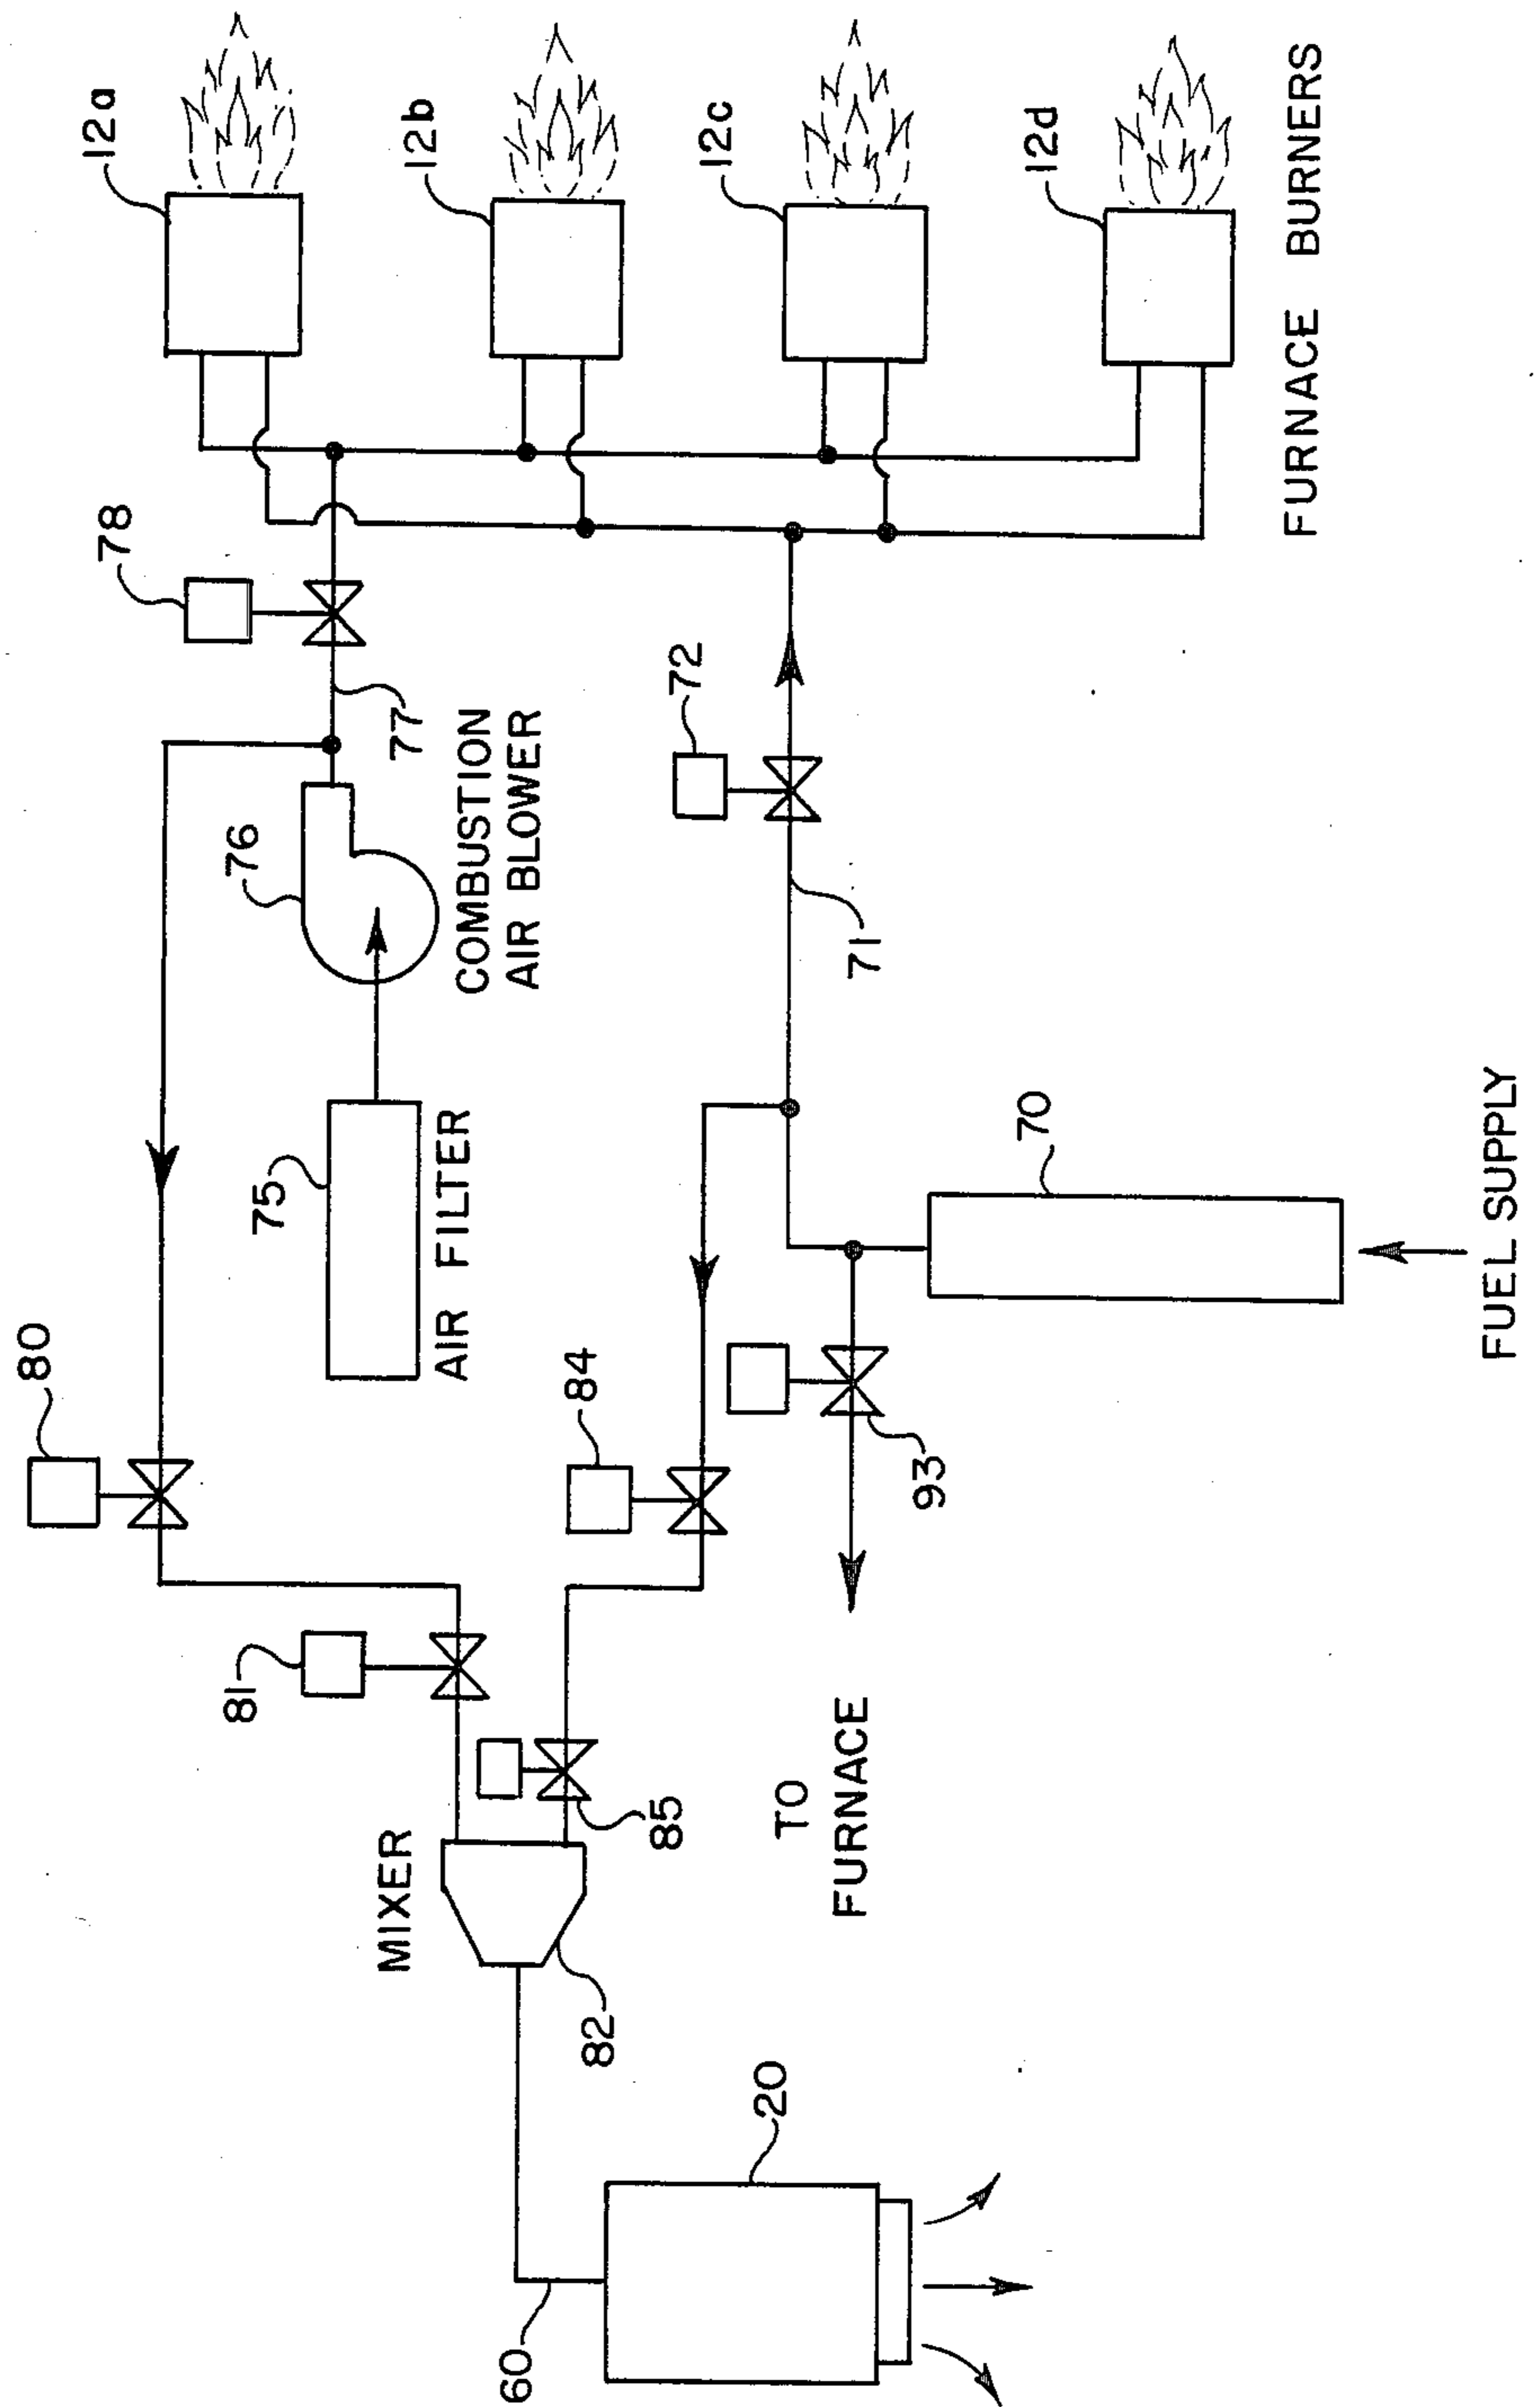 12a
12b
12c
12d
FURNACE BURNERS
78
77
76
COMBUSTION
AIR BLOWER
75
AIR FILTER
72
71
70
FUEL SUPPLY
80
81
84
85
93
TO
FURNACE
MIXER
82
60
20